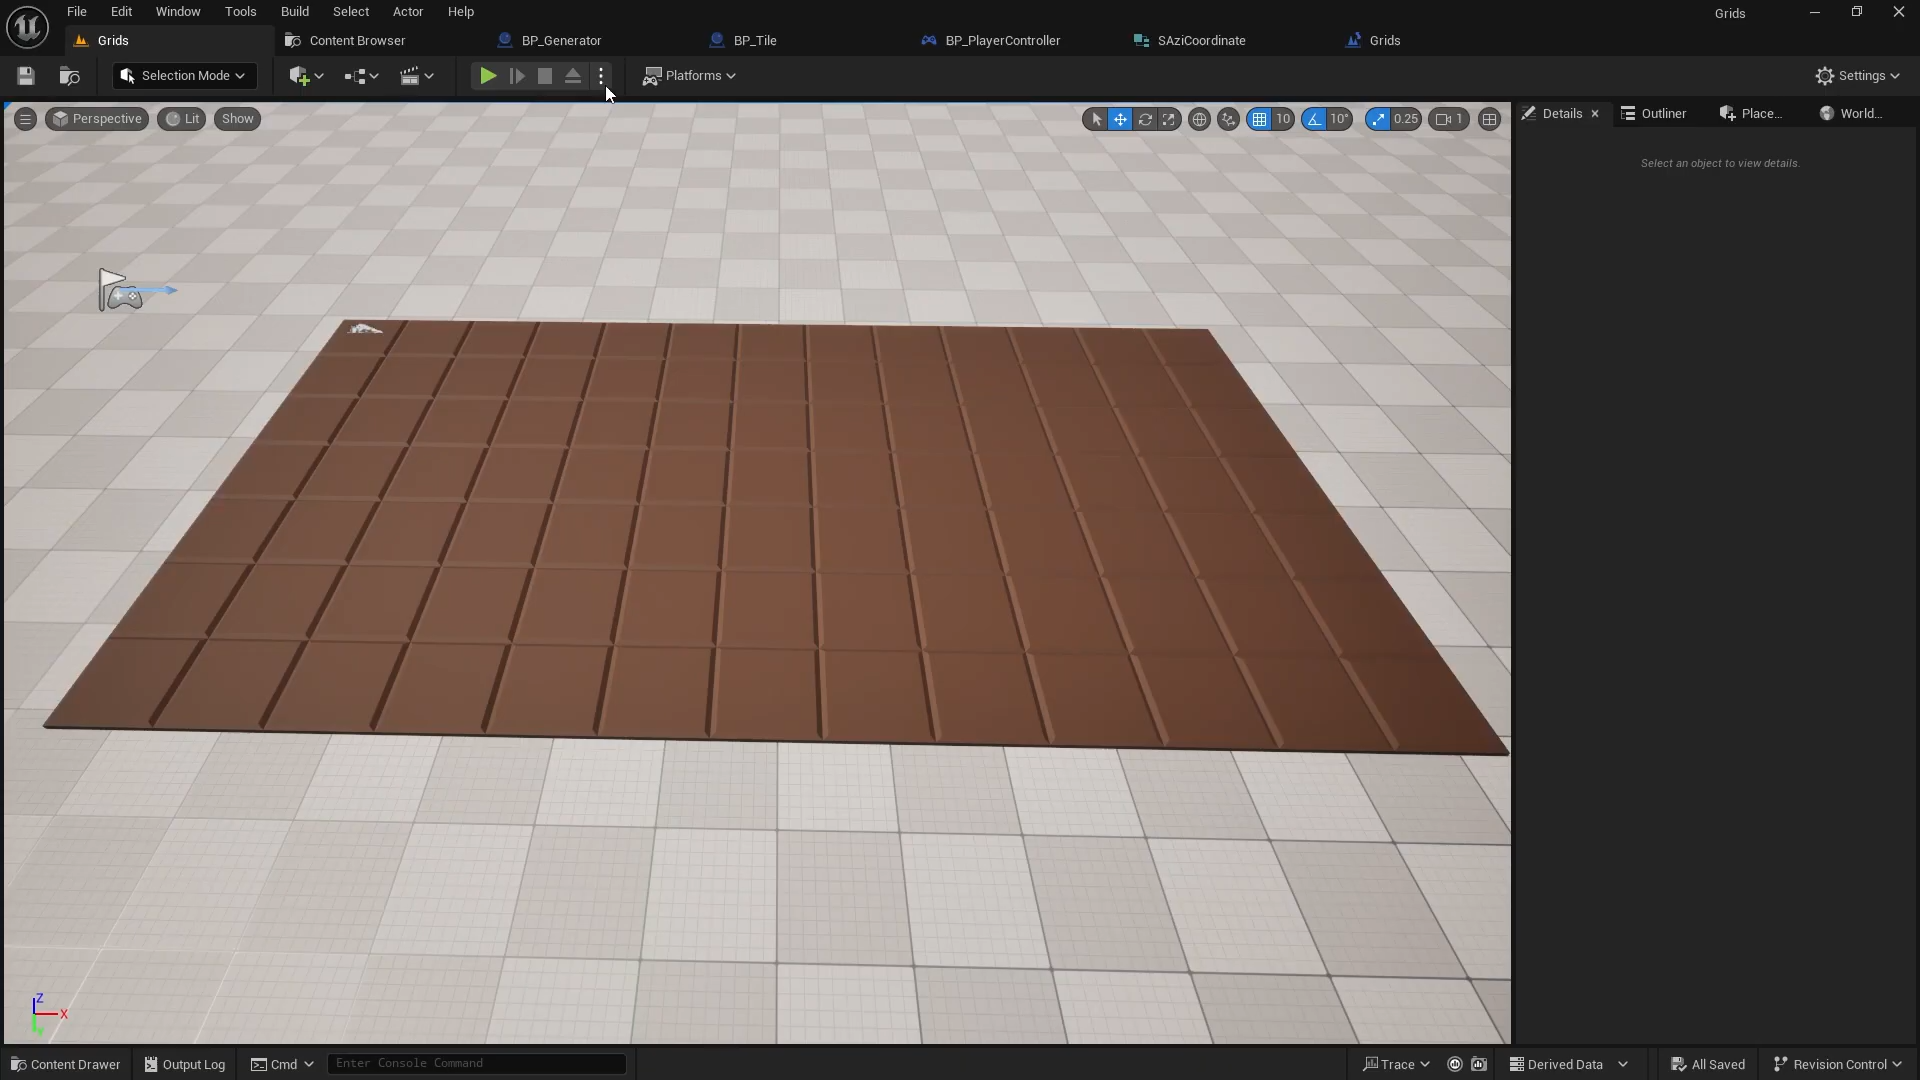 File Edit Window Tools Build Select Actor Help
Grids
Grids Content Browser BP_Generator BP_Tile BP_PlayerController SAziCoordinate Grids
Selection Mode Platforms Settings
Perspective Lit Show 10 10° 0.25 1
Details Outliner Place... World...
Select an object to view details.
Z
X
Y
Content Drawer Output Log Cmd Enter Console Command Trace Derived Data All Saved Revision Control